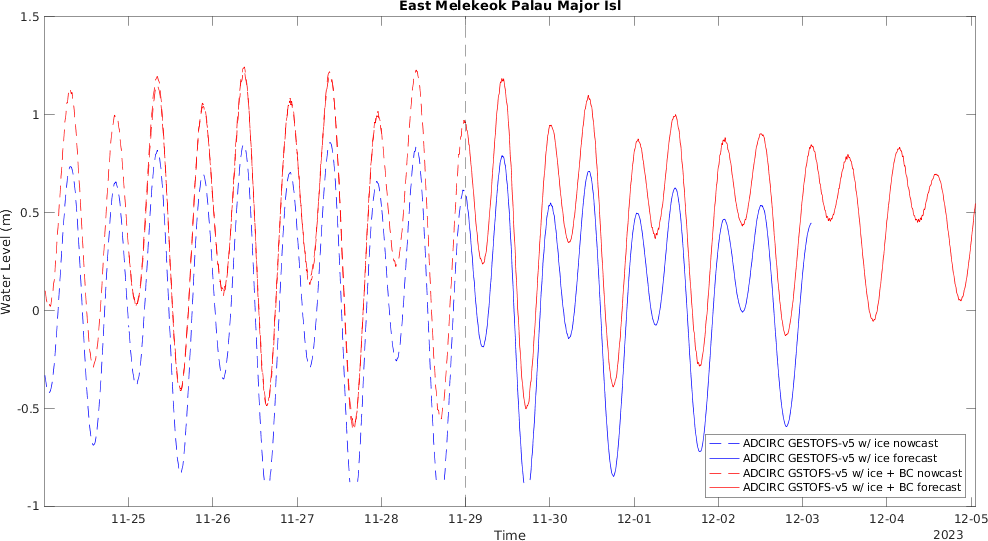 East Melekeok Palau Major Isl
1.5
1
0.5
0
-0.5
-1
Water Level (m)
11-25
11-26
11-27
11-28
11-29
11-30
12-01
12-02
12-03
12-04
12-05
Time
2023
ADCIRC GESTOFS-v5 w/ ice nowcast
ADCIRC GESTOFS-v5 w/ ice forecast
ADCIRC GSTOFS-v5 w/ ice + BC nowcast
ADCIRC GSTOFS-v5 w/ ice + BC forecast